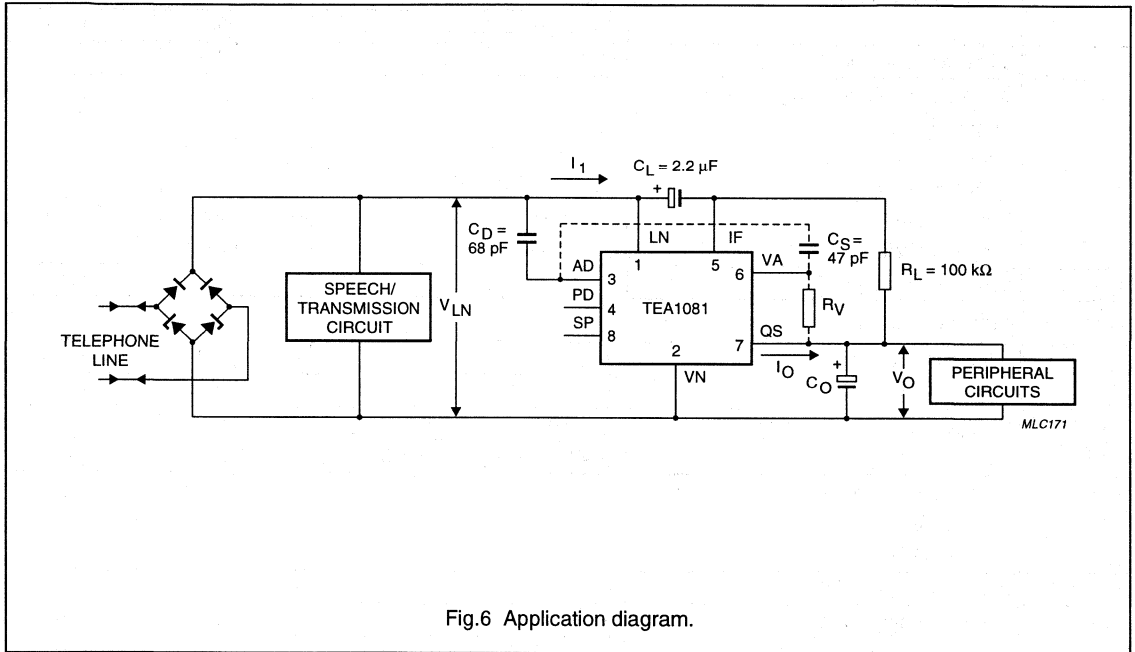 I1
CL = 2.2 µF
+
CD =
68 pF
LN
IF
CS =
47 pF
AD
1
5
VA
3
6
RL = 100 kΩ
SPEECH/
TRANSMISSION
CIRCUIT
VLN
PD
4
TEA1081
RV
SP
8
QS
TELEPHONE
LINE
2
7
VN
IO
+
CO
VO
PERIPHERAL
CIRCUITS
MLC171
Fig.6 Application diagram.